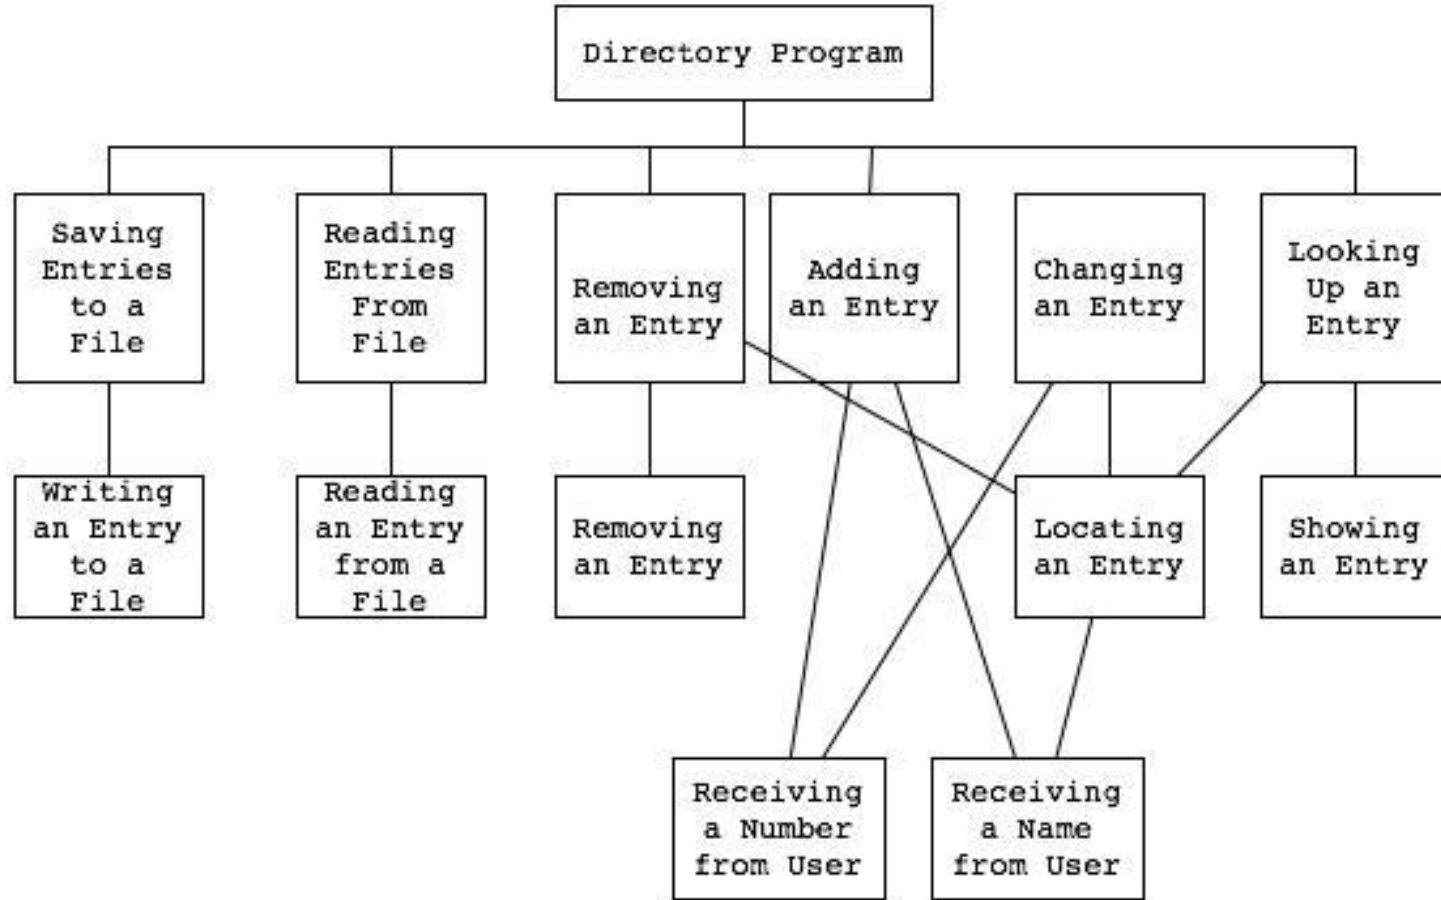 Directory Program
Saving
Entries
to a
File
Reading
Entries
From
File
Removing
an Entry
Adding
an Entry
Changing
an Entry
Looking
Up an
Entry
Writing
an Entry
to a
File
Reading
an Entry
from a
File
Removing
an Entry
Locating
an Entry
Showing
an Entry
Receiving
a Number
from User
Receiving
a Name
from User